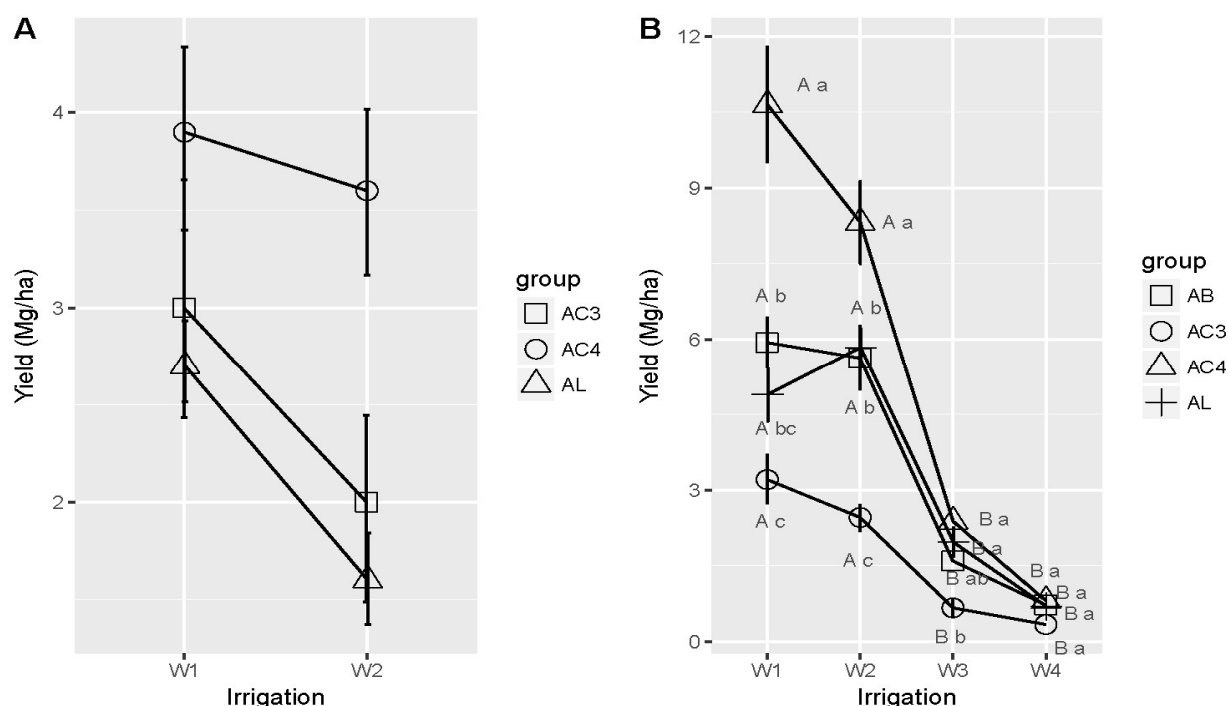 A
4
3
2
Yield (Mg/ha)
W1
W2
Irrigation
group
AC3
AC4
AL
B
12
9
6
3
0
Yield (Mg/ha)
A a
A a
A b
A b
A b
A bc
A c
A c
B a
B a
B ab
B b
B a
B a
B a
B a
W1
W2
W3
W4
Irrigation
group
AB
AC3
AC4
AL